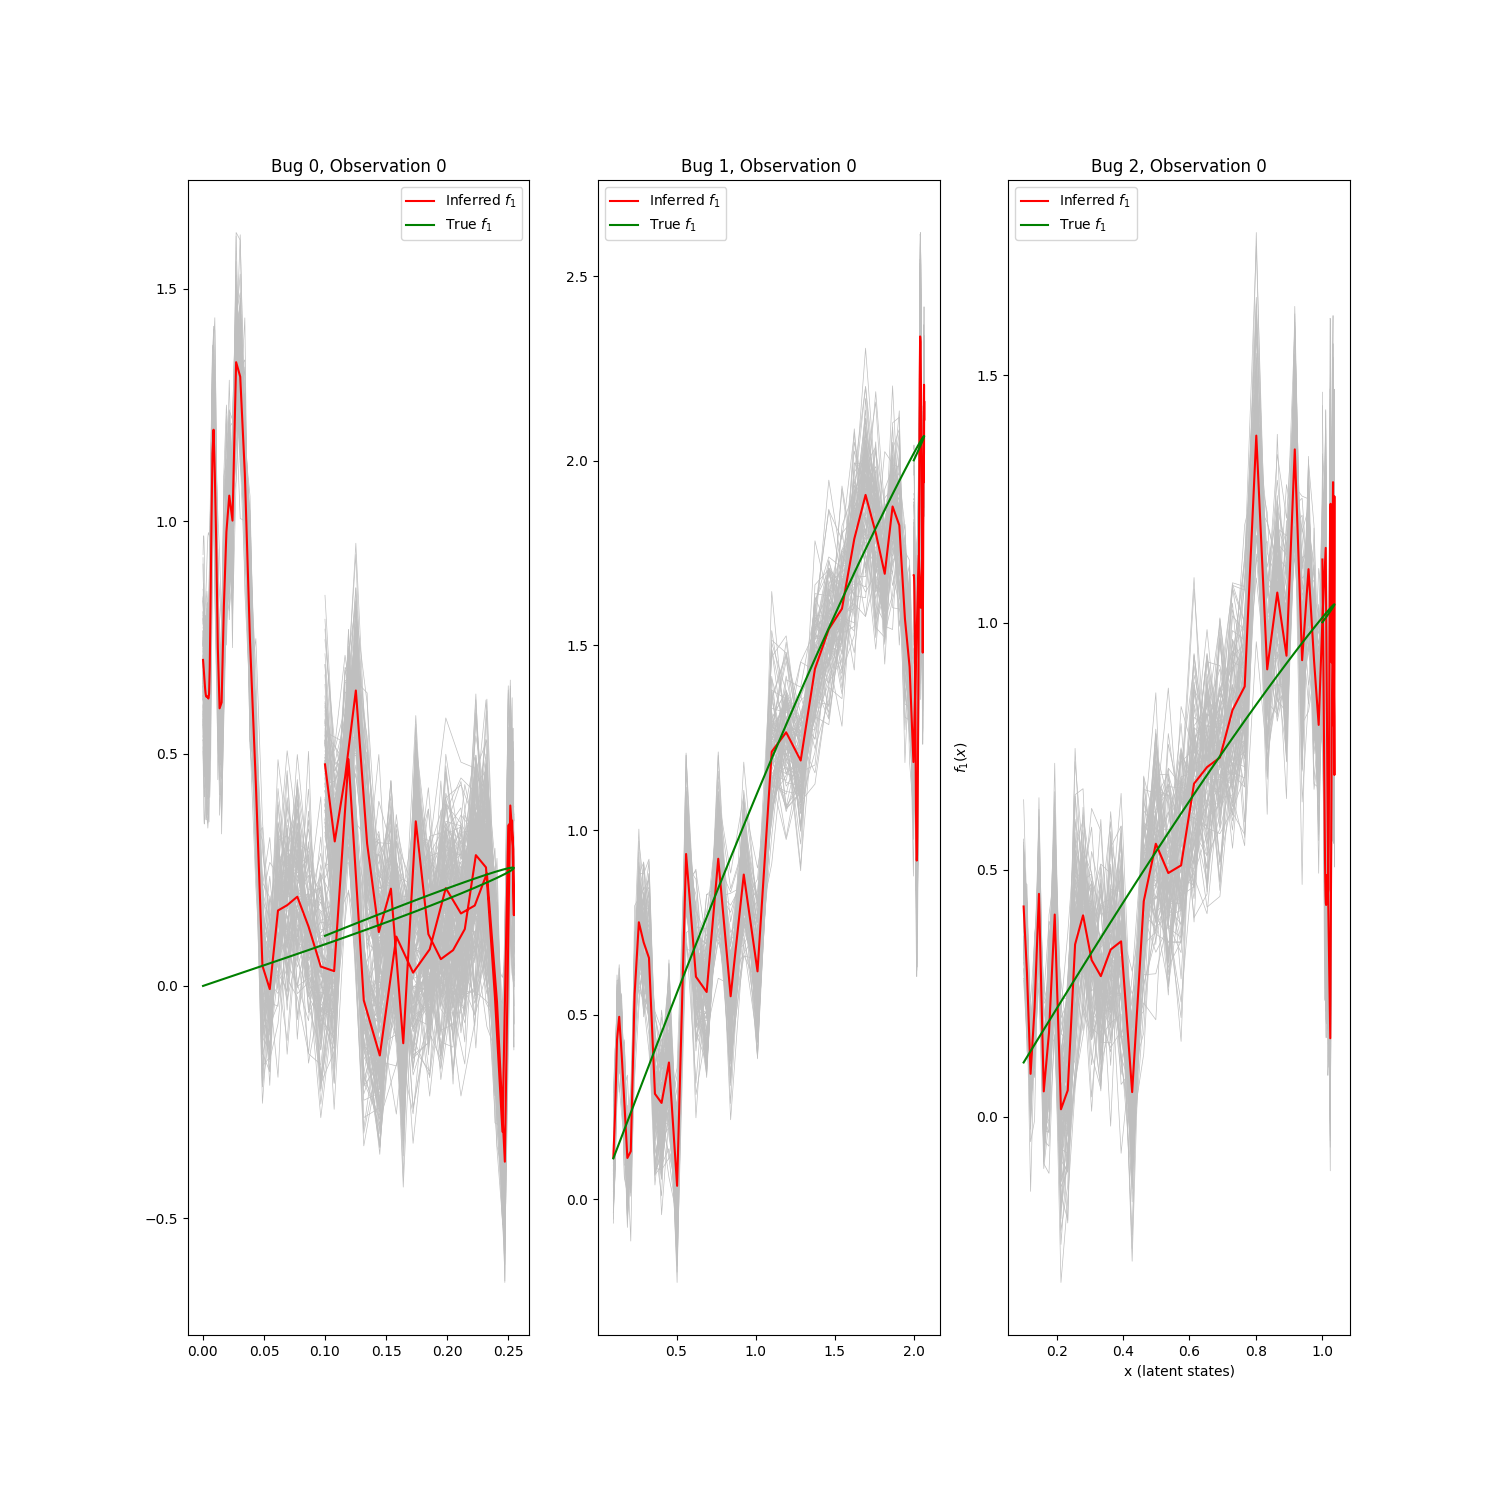 Bug 0, Observation 0
Inferred f₁
True f₁
1.5
1.0
0.5
0.0
−0.5
0.00 0.05 0.10 0.15 0.20 0.25
Bug 1, Observation 0
Inferred f₁
True f₁
2.5
2.0
1.5
1.0
0.5
0.0
0.5 1.0 1.5 2.0
Bug 2, Observation 0
Inferred f₁
True f₁
f₁(x)
1.5
1.0
0.5
0.0
0.2 0.4 0.6 0.8 1.0
x (latent states)